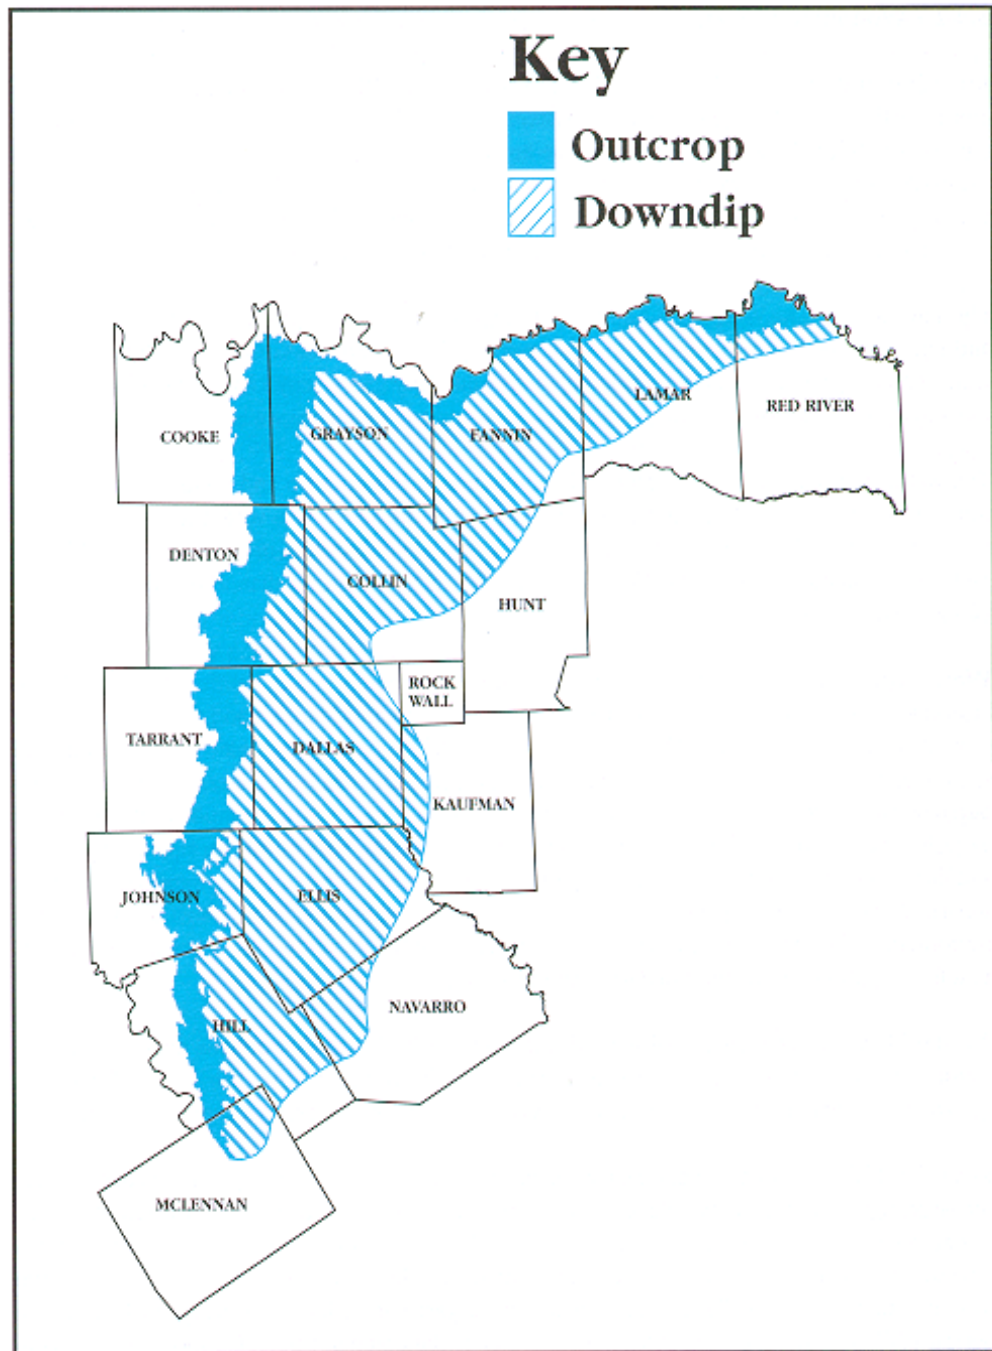 Key
Outcrop
Downdip
COOKE
GRAYSON
FANNIN
LAMAR
RED RIVER
DENTON
COLLIN
HUNT
ROCK
WALL
TARRANT
DALLAS
KAUFMAN
JOHNSON
ELLIS
HILL
NAVARRO
MCLENNAN